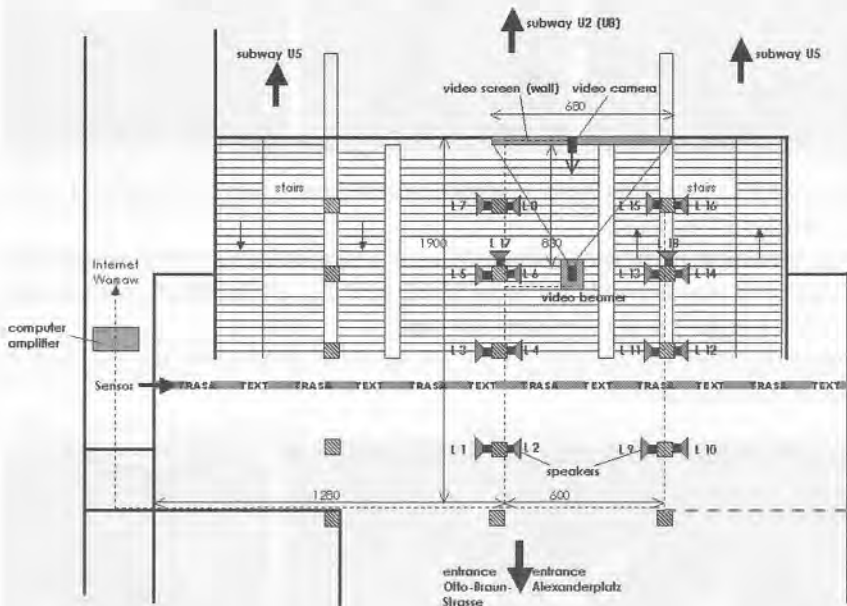 subway U2 (U8)
subway U5
subway U5
video screen (wall)
video camera
680
stairs
stairs
L 7
L 8
L 15
L 16
L 17
L 18
1900
830
Internet
Warsaw
L 5
L 6
L 13
L 14
video beamer
computer
amplifier
L 3
L 4
L 11
L 12
Sensor
TRASA TEXT TRASA TEXT TRASA TEXT TRASA TEXT TRASA TEXT TRASA TEXT
L 1
L 2
L 9
L 10
speakers
1280
600
entrance
Otto-Braun-
Strasse
entrance
Alexanderplatz